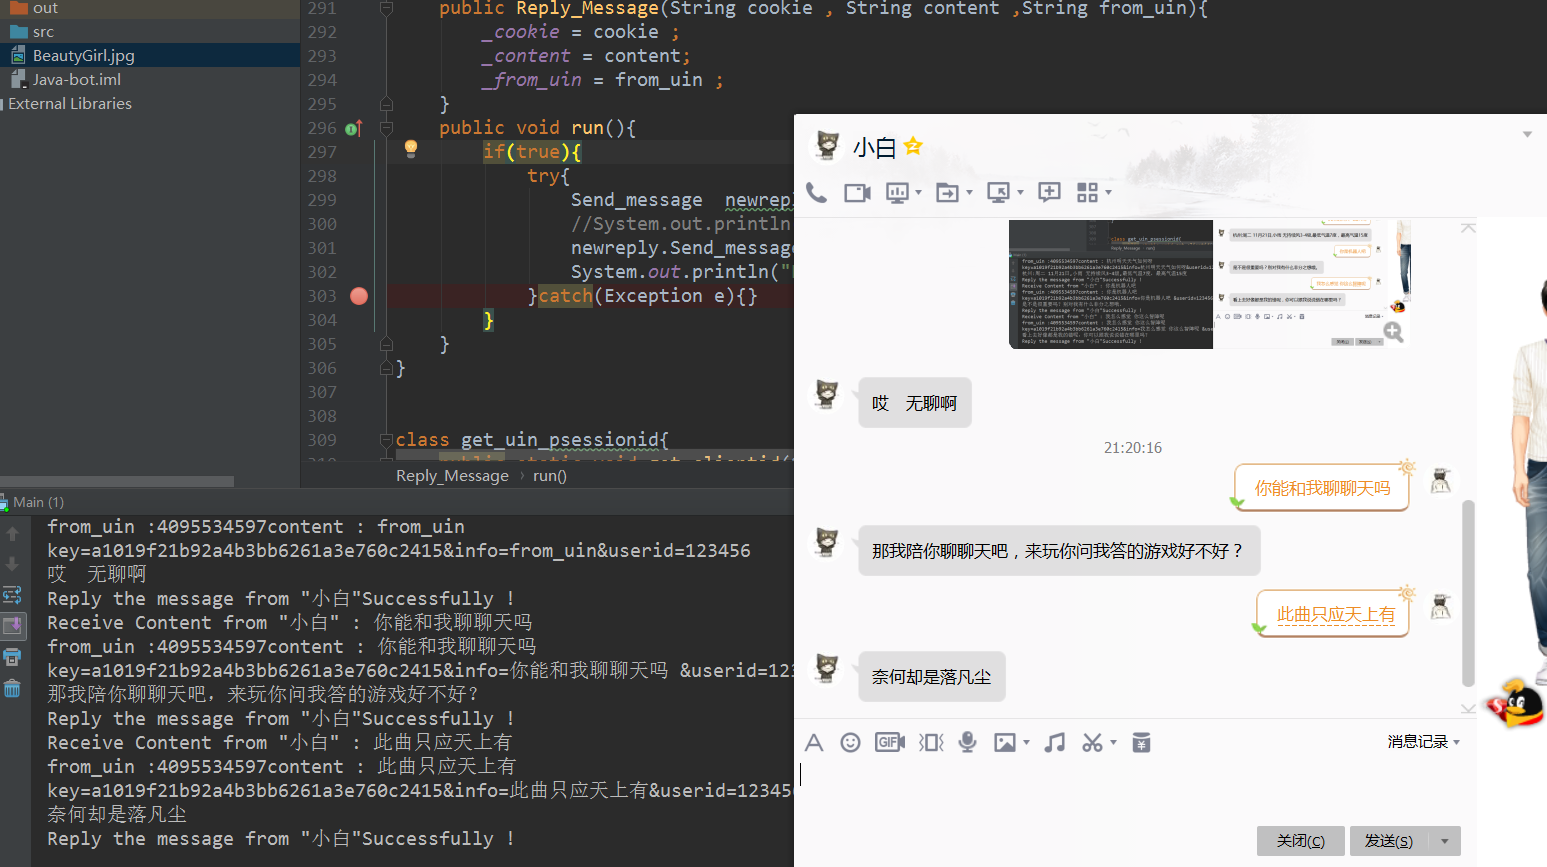 out
src
BeautyGirl.jpg
Java-bot.iml
External Libraries
291 public Reply_Message(String cookie , String content ,String from_uin){
292 _cookie = cookie ;
293 _content = content;
294 _from_uin = from_uin ;
295 }
296 public void run(){
297 if(true){
298 try{
299 Send_message newrepl
300 //System.out.println
301 newreply.Send_messag
302 System.out.println("
303 }catch(Exception e){}
304 }
305 }
306 }
307
308
309 class get_uin_psessionid{
Reply_Message › run()
Main (1)
from_uin :4095534597content : from_uin
key=a1019f21b92a4b3bb6261a3e760c2415&info=from_uin&userid=123456
哎 无聊啊
Reply the message from "小白"Successfully !
Receive Content from "小白" : 你能和我聊聊天吗
from_uin :4095534597content : 你能和我聊聊天吗
key=a1019f21b92a4b3bb6261a3e760c2415&info=你能和我聊聊天吗 &userid=123
那我陪你聊聊天吧，来玩你问我答的游戏好不好？
Reply the message from "小白"Successfully !
Receive Content from "小白" : 此曲只应天上有
from_uin :4095534597content : 此曲只应天上有
key=a1019f21b92a4b3bb6261a3e760c2415&info=此曲只应天上有&userid=123456
奈何却是落凡尘
Reply the message from "小白"Successfully !
小白
哎 无聊啊
21:20:16
你能和我聊聊天吗
那我陪你聊聊天吧，来玩你问我答的游戏好不好？
此曲只应天上有
奈何却是落凡尘
GIF
消息记录
关闭(C)
发送(S)